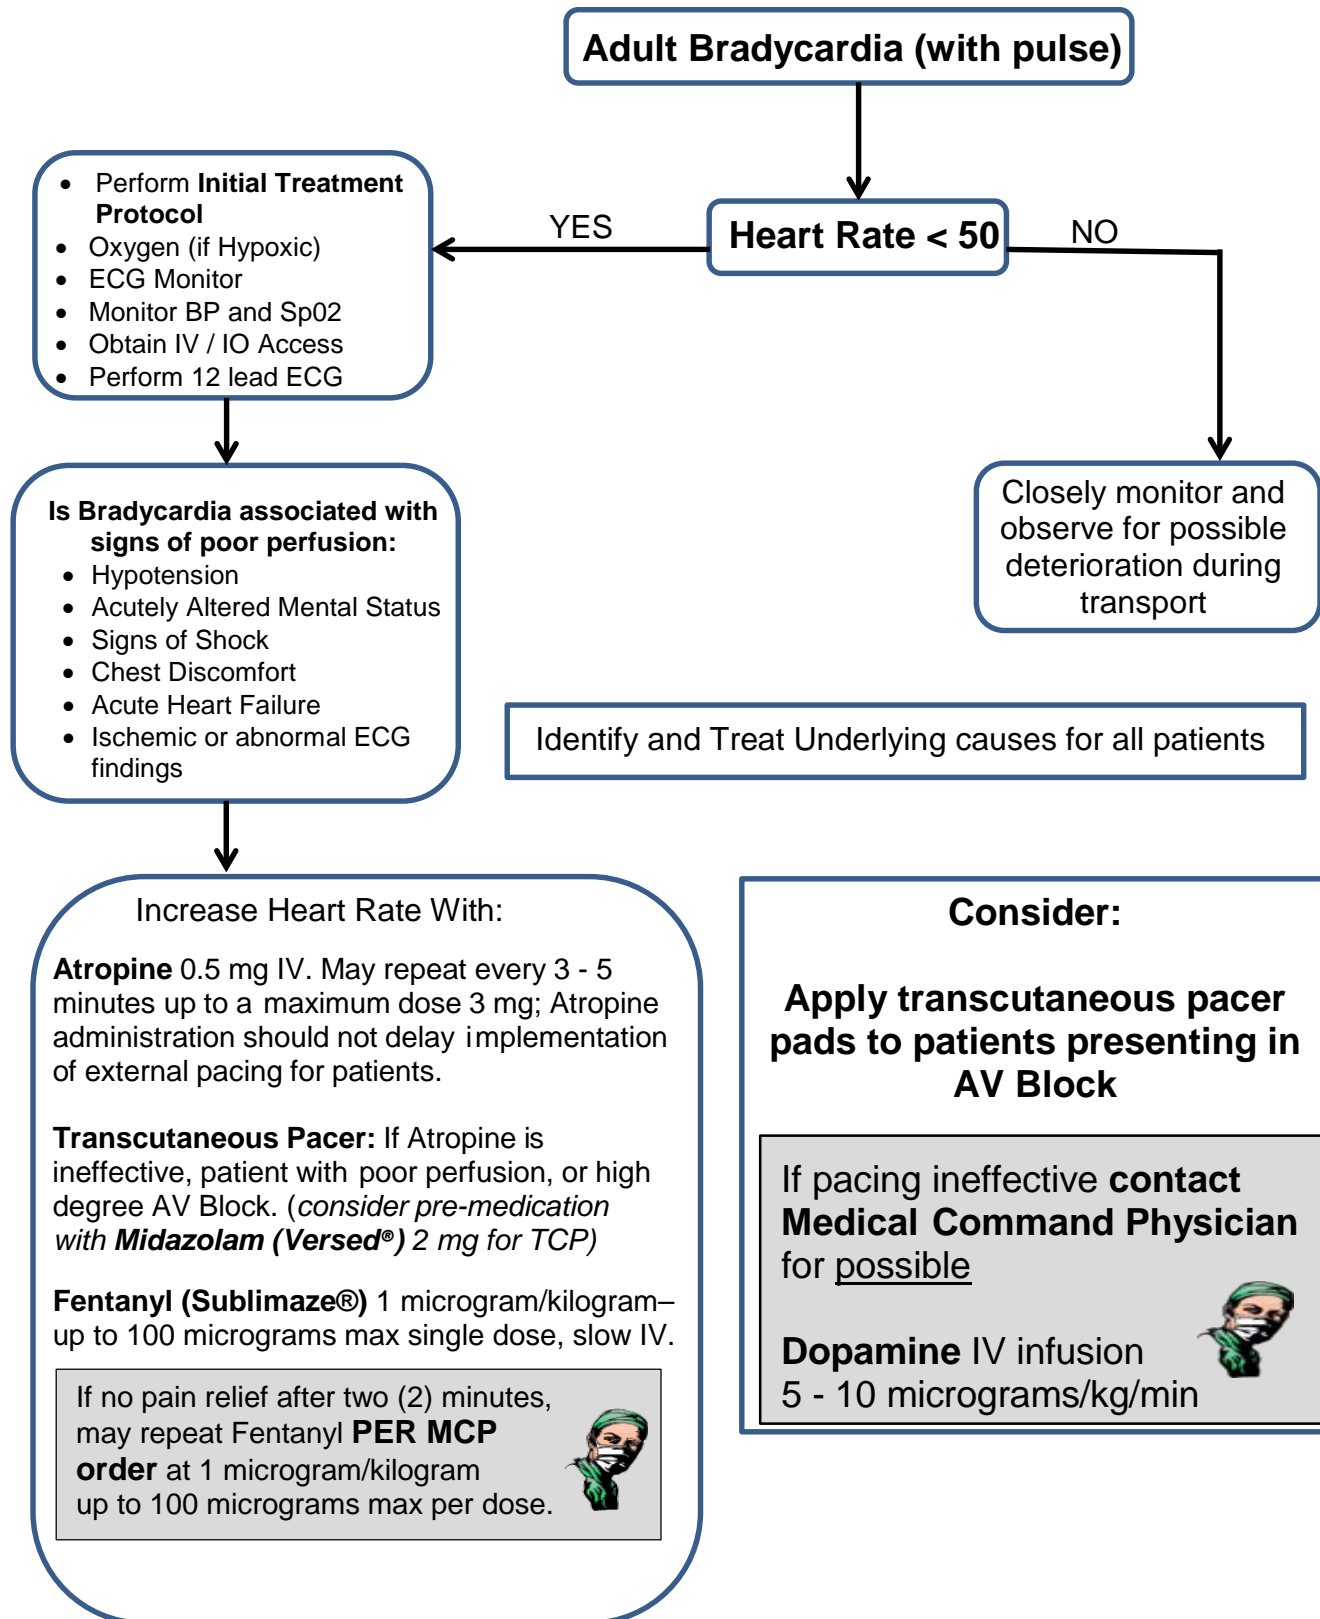 Adult Bradycardia (with pulse)
• Perform Initial Treatment
Protocol
• Oxygen (if Hypoxic)
• ECG Monitor
• Monitor BP and Sp02
• Obtain IV / IO Access
• Perform 12 lead ECG
YES
Heart Rate < 50
NO
Is Bradycardia associated with
signs of poor perfusion:
• Hypotension
• Acutely Altered Mental Status
• Signs of Shock
• Chest Discomfort
• Acute Heart Failure
• Ischemic or abnormal ECG
findings
Closely monitor and
observe for possible
deterioration during
transport
Identify and Treat Underlying causes for all patients
Increase Heart Rate With:
Atropine 0.5 mg IV. May repeat every 3 - 5
minutes up to a maximum dose 3 mg; Atropine
administration should not delay implementation
of external pacing for patients.
Transcutaneous Pacer: If Atropine is
ineffective, patient with poor perfusion, or high
degree AV Block. (consider pre-medication
with Midazolam (Versed®) 2 mg for TCP)
Fentanyl (Sublimaze®) 1 microgram/kilogram–
up to 100 micrograms max single dose, slow IV.
If no pain relief after two (2) minutes,
may repeat Fentanyl PER MCP
order at 1 microgram/kilogram
up to 100 micrograms max per dose.
Consider:
Apply transcutaneous pacer
pads to patients presenting in
AV Block
If pacing ineffective contact
Medical Command Physician
for possible
Dopamine IV infusion
5 - 10 micrograms/kg/min